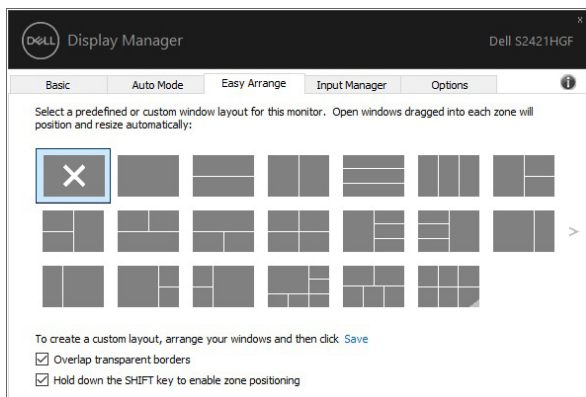 x
DELL Display Manager Dell S2421HGF
Basic Auto Mode Easy Arrange Input Manager Options i
Select a predefined or custom window layout for this monitor. Open windows dragged into each zone will
position and resize automatically:
>
To create a custom layout, arrange your windows and then click Save
Overlap transparent borders
Hold down the SHIFT key to enable zone positioning